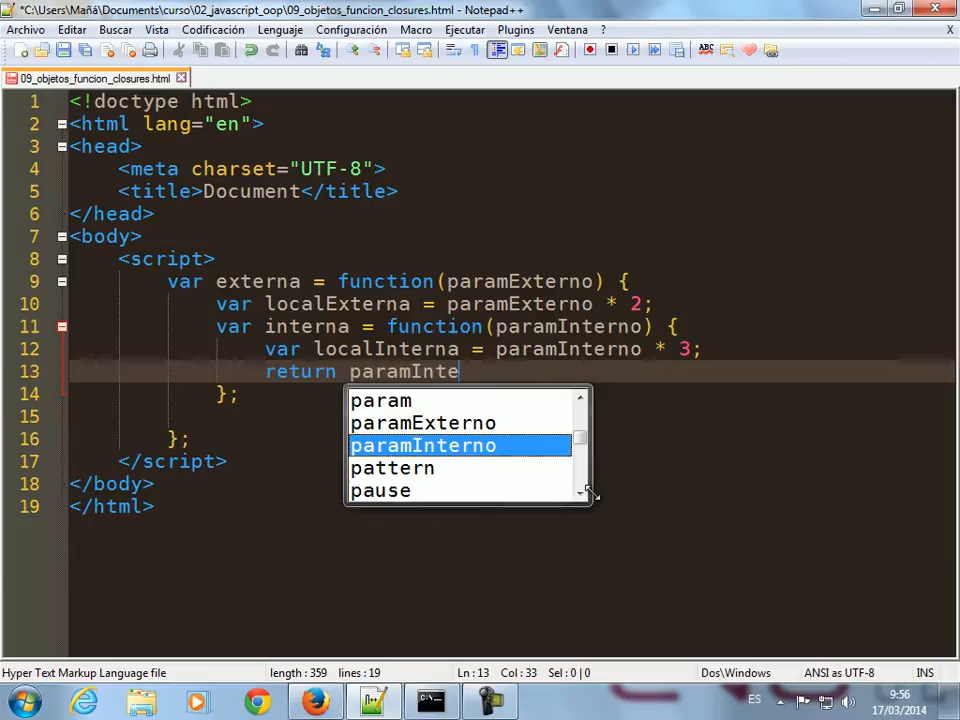 *C:\Users\Mañá\Documents\curso\02_javascript_oop\09_objetos_funcion_closures.html - Notepad++
Archivo Editar Buscar Vista Codificación Lenguaje Configuración Macro Ejecutar Plugins Ventana ? X
ABC
09_objetos_funcion_closures.html
1 <!doctype html>
2 <html lang="en">
3 <head>
4 <meta charset="UTF-8">
5 <title>Document</title>
6 </head>
7 <body>
8 <script>
9 var externa = function(paramExterno) {
10 var localExterna = paramExterno * 2;
11 var interna = function(paramInterno) {
12 var localInterna = paramInterno * 3;
13 return paramInte
14 };
15
16 };
17 </script>
18 </body>
19 </html>
param
paramExterno
paramInterno
pattern
pause
Hyper Text Markup Language file length : 359 lines : 19 Ln : 13 Col : 33 Sel : 0 | 0 Dos\Windows ANSI as UTF-8 INS
ES
9:56
17/03/2014